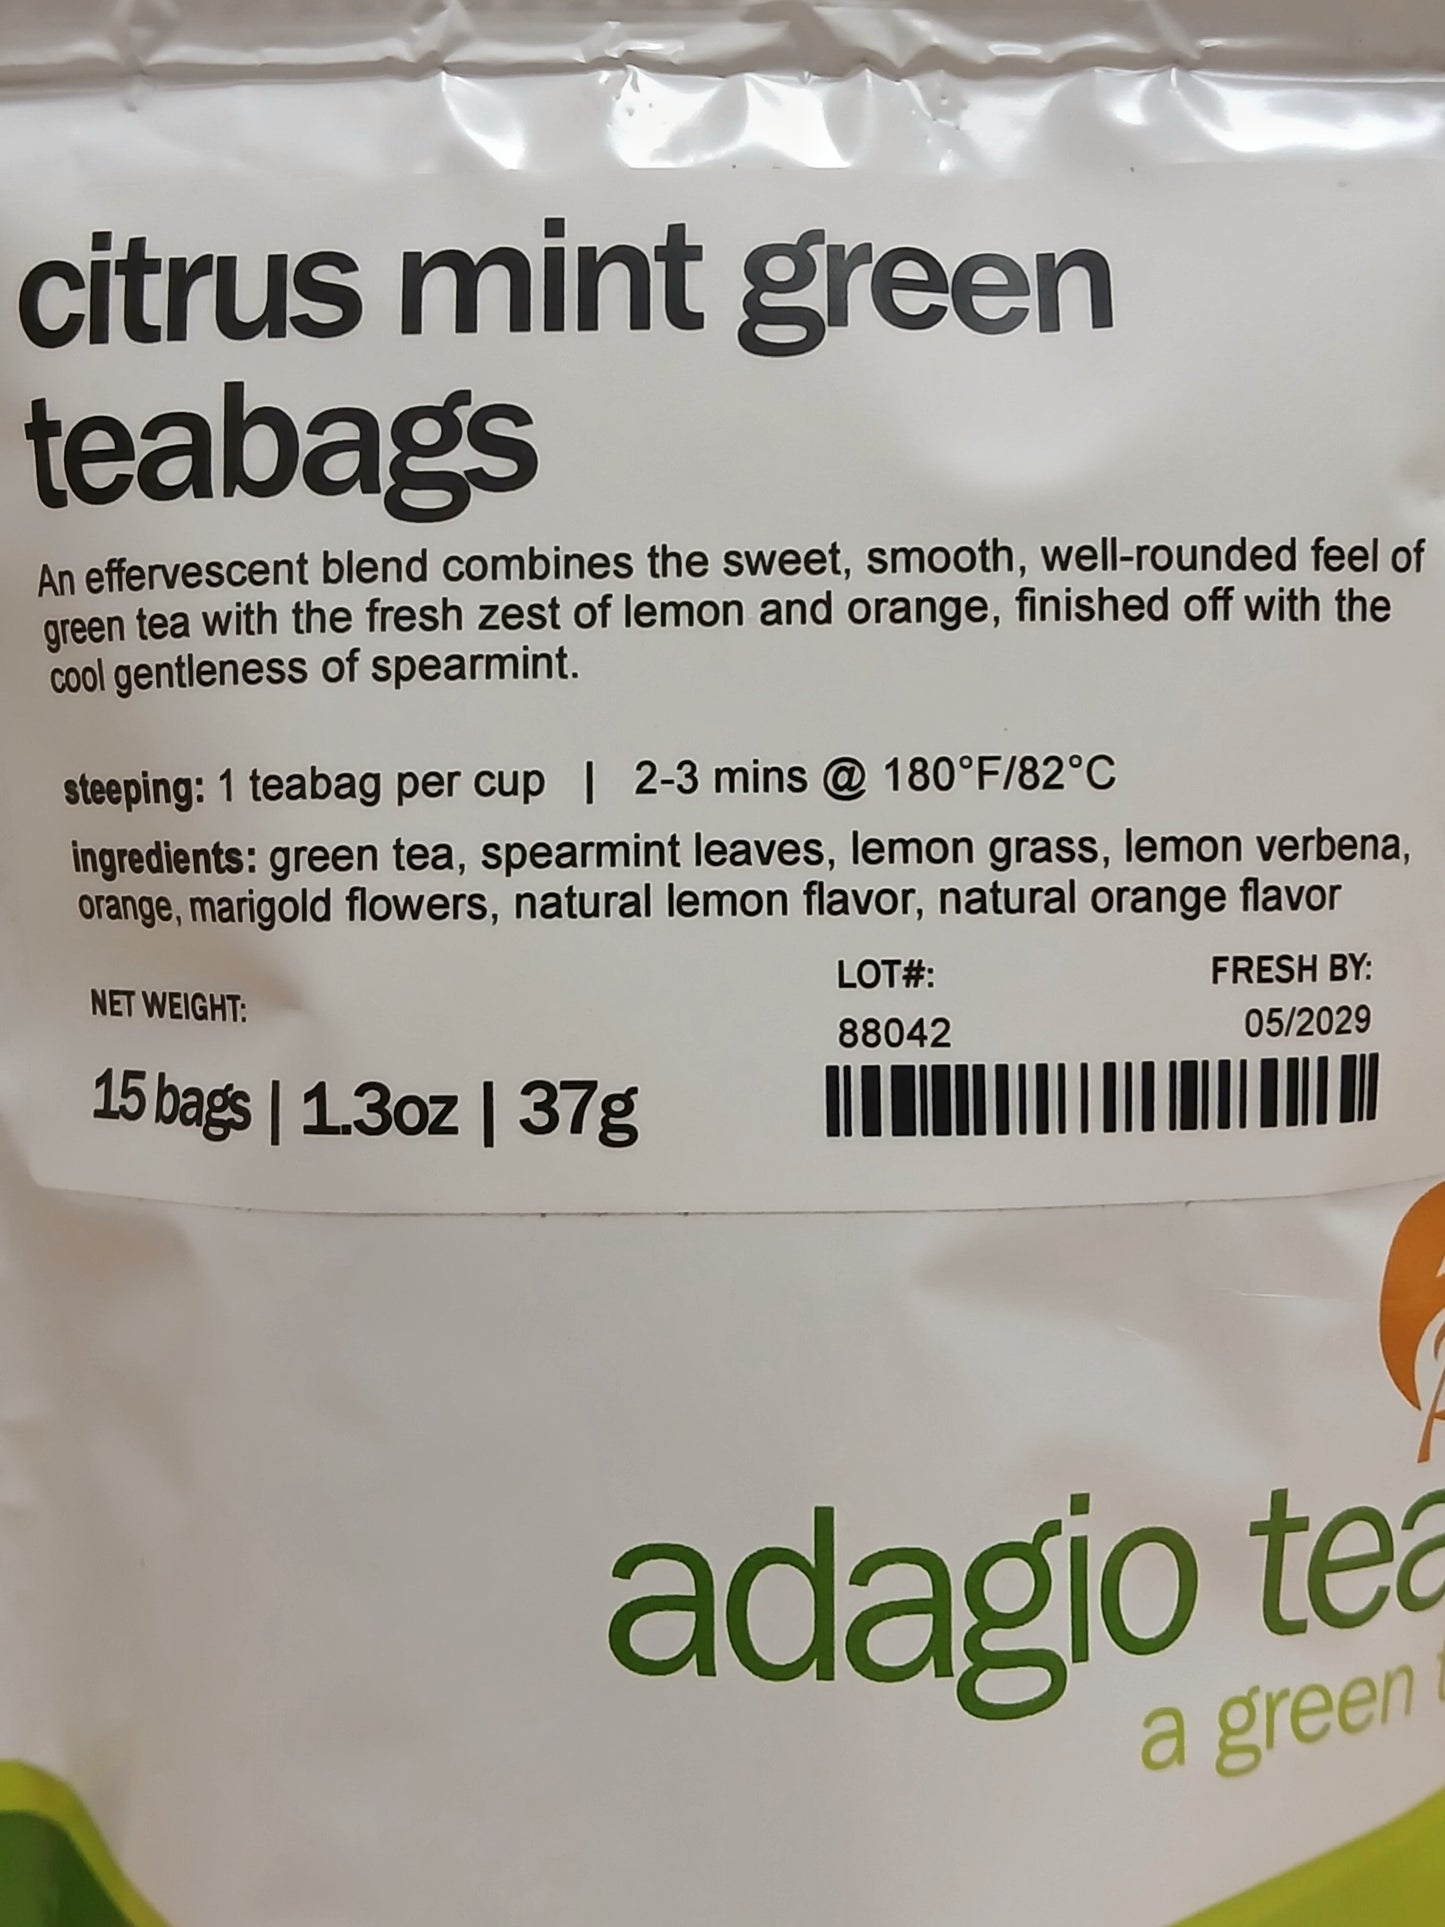 citrus mint green
teabags
An effervescent blend combines the sweet, smooth, well-rounded feel of
green tea with the fresh zest of lemon and orange, finished off with the
cool gentleness of spearmint.
steeping: 1 teabag per cup | 2-3 mins @ 180°F/82°C
ingredients: green tea, spearmint leaves, lemon grass, lemon verbena,
orange, marigold flowers, natural lemon flavor, natural orange flavor
NET WEIGHT:
15 bags | 1.3oz | 37g
LOT#:
88042
FRESH BY:
05/2029
adagio tea
a green